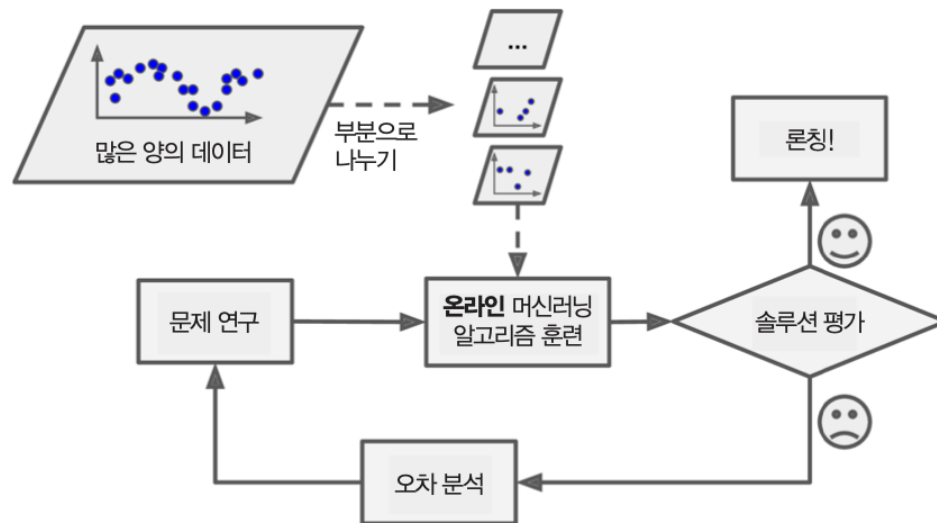 ...
많은 양의 데이터
부분으로
나누기
론칭!
문제 연구
온라인 머신러닝
알고리즘 훈련
솔루션 평가
오차 분석